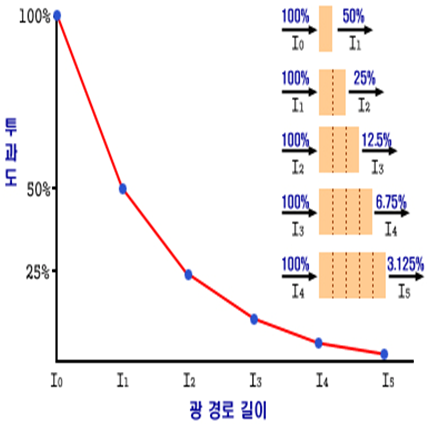 100%
50%
25%
투과도
I0 I1 I2 I3 I4 I5
광 경로 길이
100% 50%
I0 I1
100% 25%
I1 I2
100% 12.5%
I2 I3
100% 6.75%
I3 I4
100% 3.125%
I4 I5